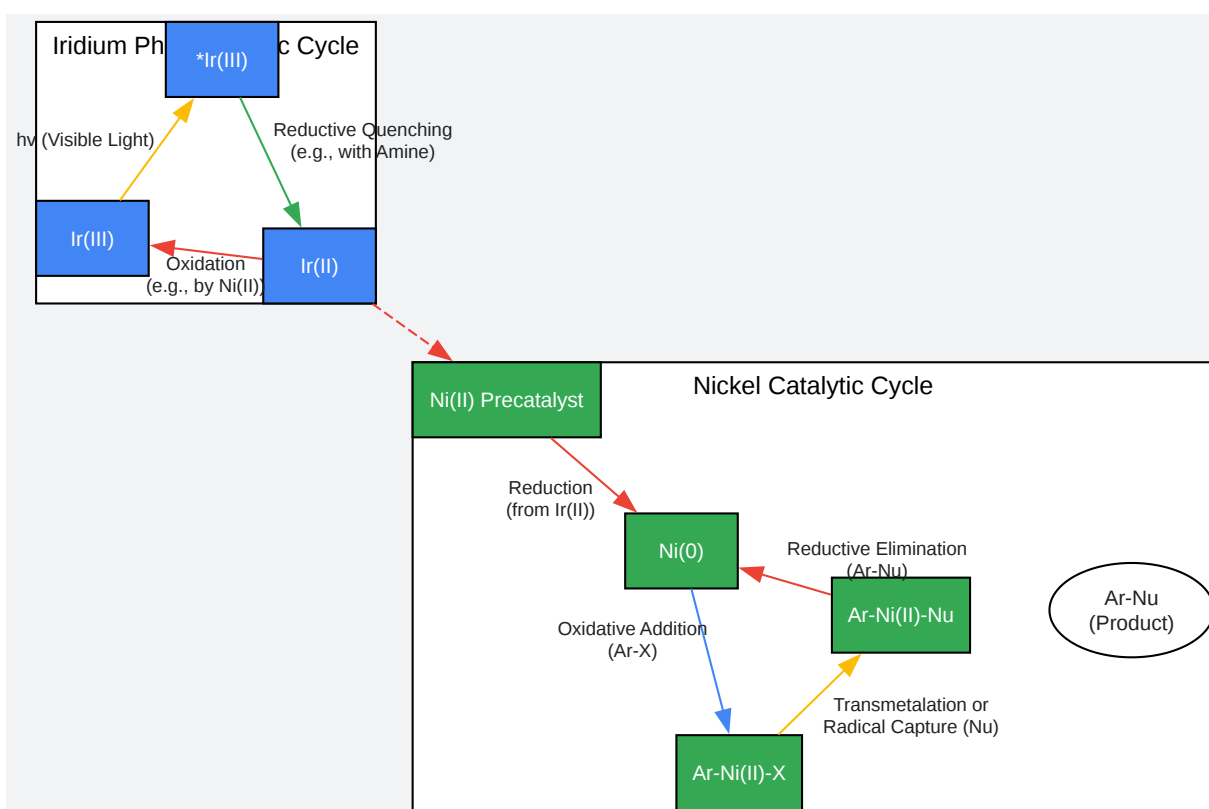 Iridium Ph
c Cycle
*Ir(III)
hν (Visible Light)
Reductive Quenching
(e.g., with Amine)
Ir(III)
Ir(II)
Oxidation
(e.g., by Ni(II))
Ni(II) Precatalyst
Nickel Catalytic Cycle
Reduction
(from Ir(II))
Ni(0)
Reductive Elimination
(Ar-Nu)
Ar-Ni(II)-Nu
Ar-Nu
(Product)
Oxidative Addition
(Ar-X)
Transmetalation or
Radical Capture (Nu)
Ar-Ni(II)-X